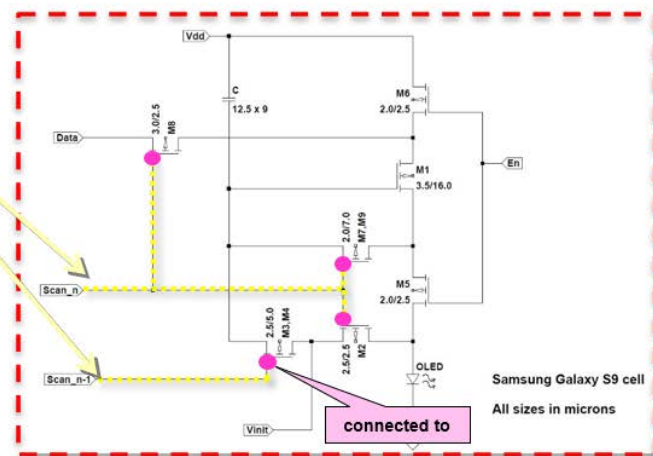 Vdd
C
12.5 x 9
M6
2.0/2.5
3.0/2.5
M8
Data
En
M1
3.5/16.0
2.0/7.0
M7,M9
Scan_n
M5
2.0/2.5
2.5/5.0
M3,M4
2.5/2.5
M2
Scan_n-1
OLED
Samsung Galaxy S9 cell
All sizes in microns
connected to
Vinit